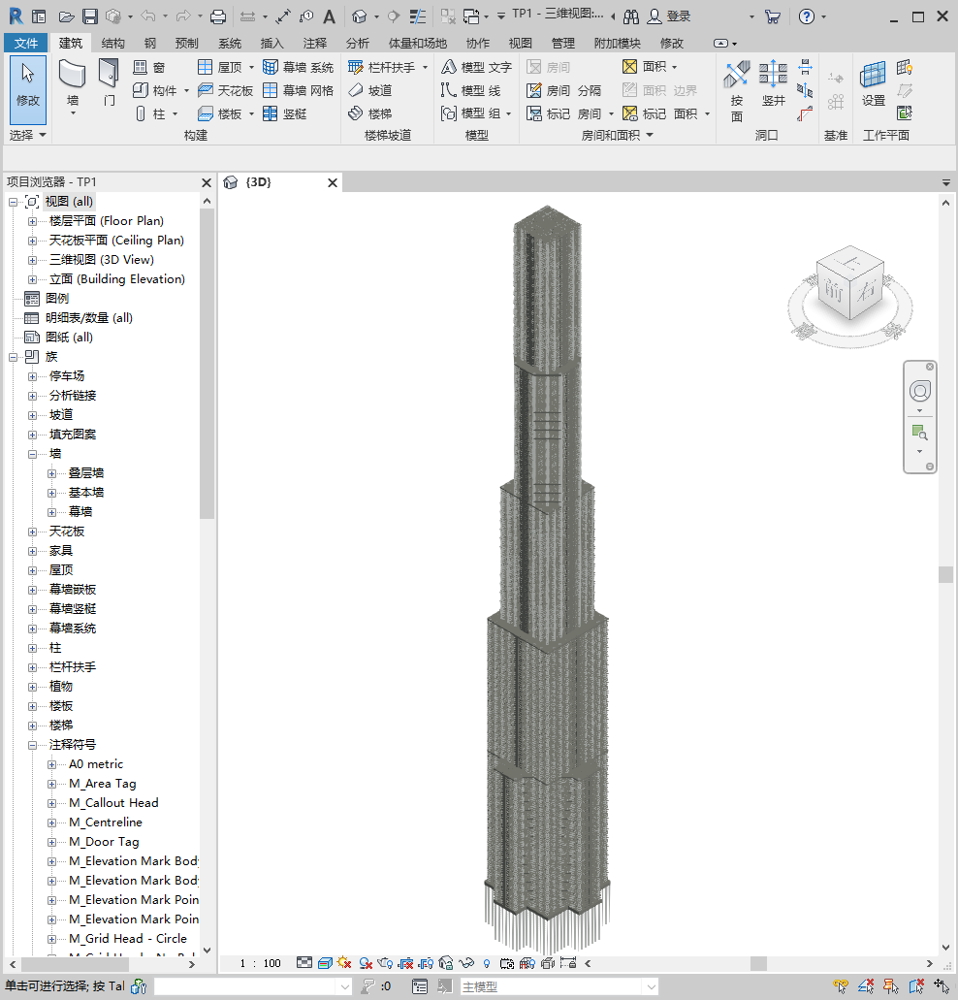 TP1 - 三维视图:...
登录
文件 建筑 结构 钢 预制 系统 插入 注释 分析 体量和场地 协作 视图 管理 附加模块 修改
修改
墙
门
窗
构件
柱
屋顶
天花板
楼板
幕墙 系统
幕墙 网格
竖梃
栏杆扶手
坡道
楼梯
模型 文字
模型 线
模型 组
房间
房间 分隔
标记 房间
面积
面积 边界
标记 面积
按
面
竖井
设置
选择 构建 楼梯坡道 模型 房间和面积 洞口 基准 工作平面
项目浏览器 - TP1
{3D}
视图 (all)
楼层平面 (Floor Plan)
天花板平面 (Ceiling Plan)
三维视图 (3D View)
立面 (Building Elevation)
图例
明细表/数量 (all)
图纸 (all)
族
停车场
分析链接
坡道
填充图案
墙
叠层墙
基本墙
幕墙
天花板
家具
屋顶
幕墙嵌板
幕墙竖梃
幕墙系统
柱
栏杆扶手
植物
楼板
楼梯
注释符号
A0 metric
M_Area Tag
M_Callout Head
M_Centreline
M_Door Tag
M_Elevation Mark Body
M_Elevation Mark Body
M_Elevation Mark Poin
M_Elevation Mark Poin
M_Grid Head - Circle
上
前
右
1 : 100
单击可进行选择; 按 Tal
:0
主模型